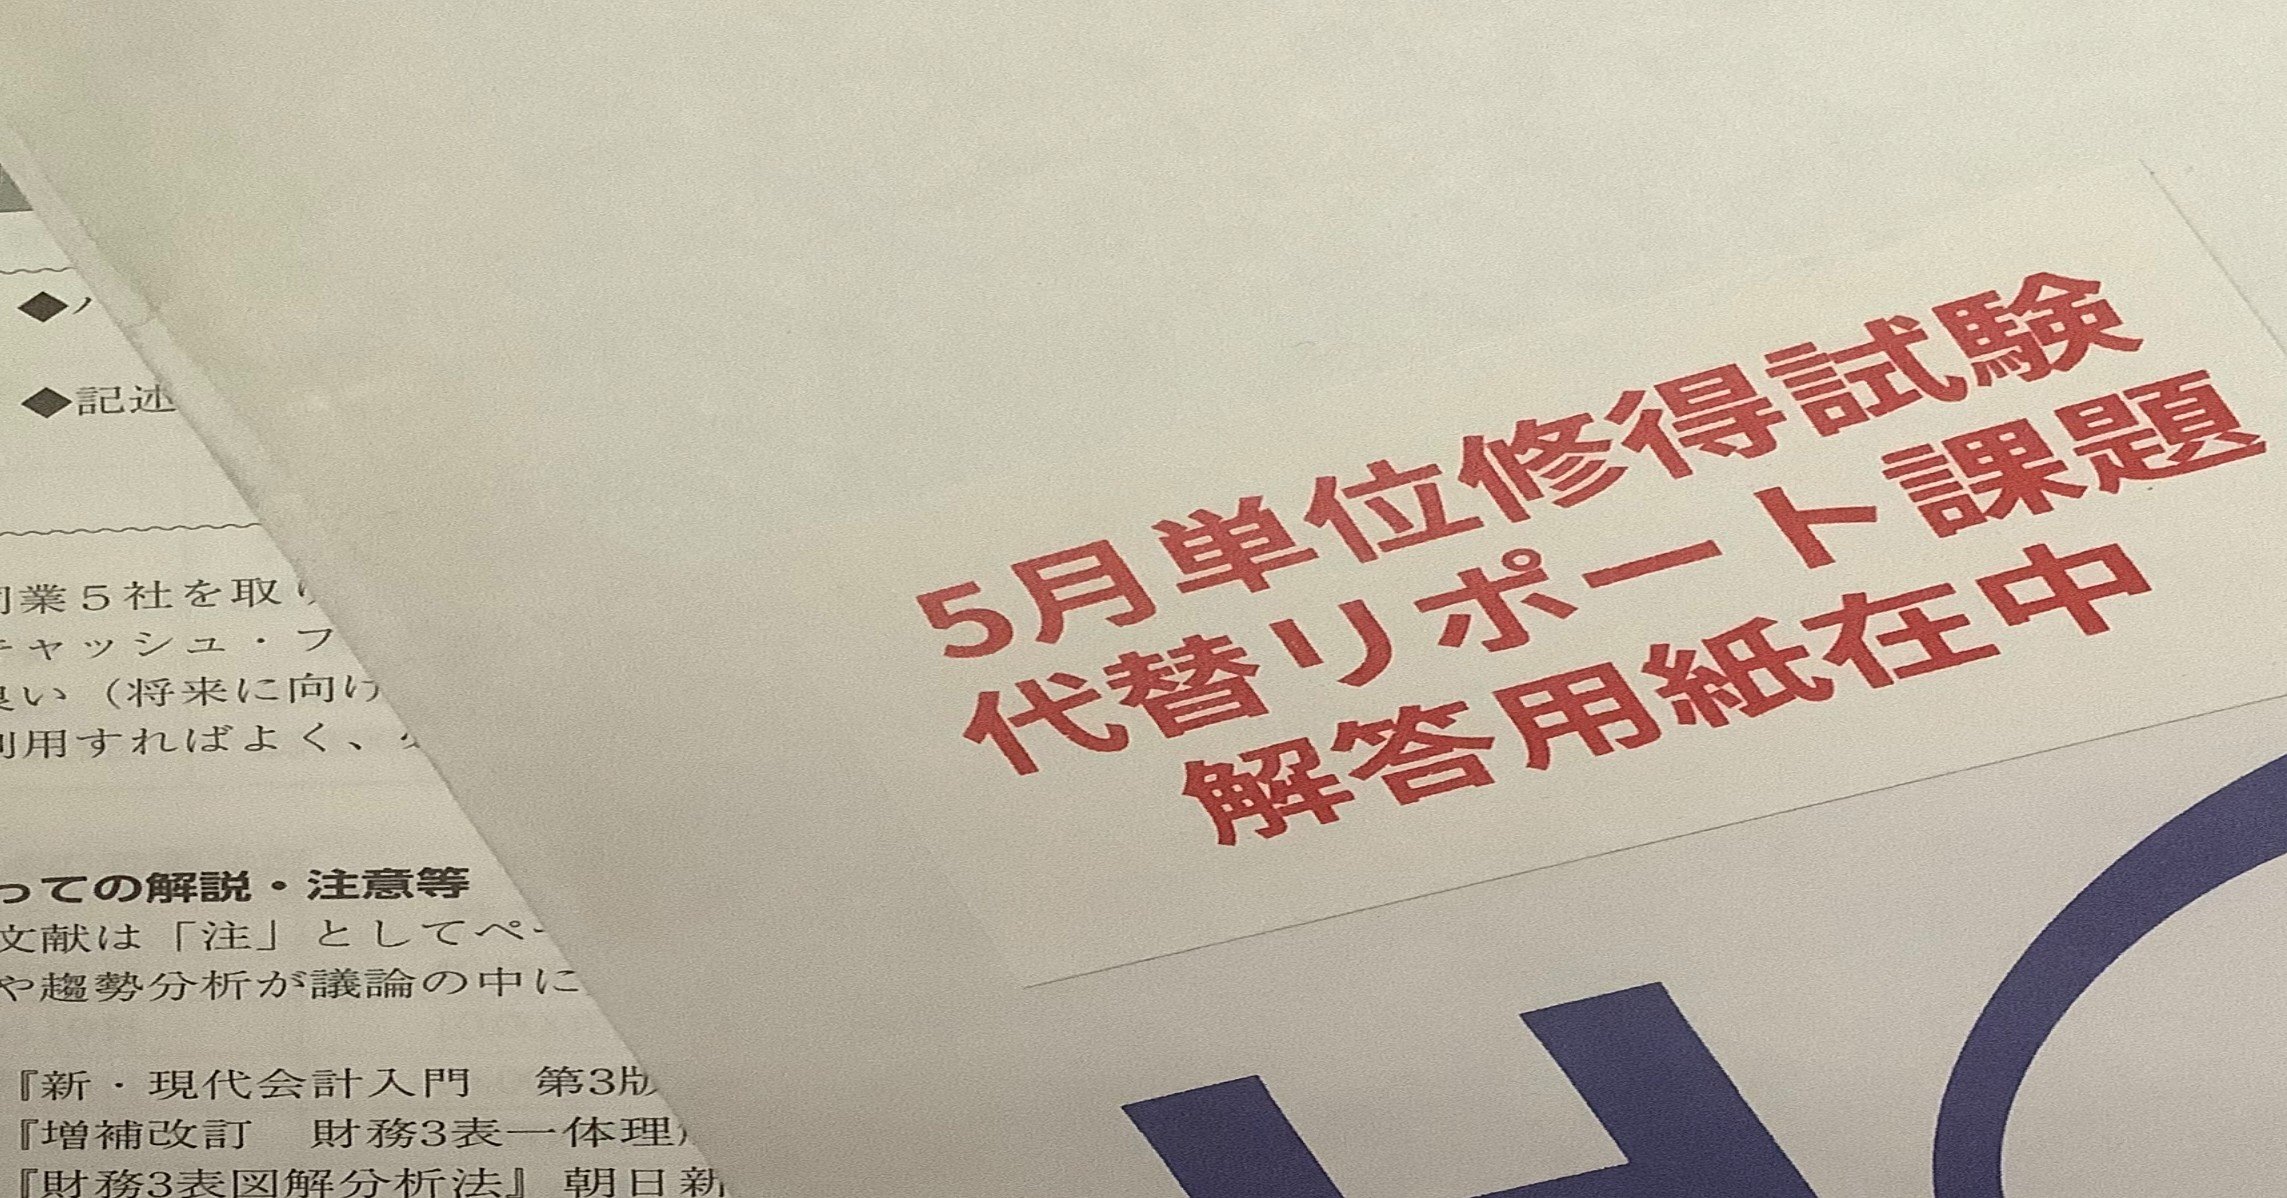 ◆記述
業５社を取り
ャッシュ・フ
い（将来に向け
用すればよく、
っての解説・注意等
文献は「注」としてペー
や趨勢分析が議論の中に
『新・現代会計入門　第3版
『増補改訂　財務3表一体理
『財務3表図解分析法』朝日新
5月単位修得試験
代替リポート課題
解答用紙在中
H